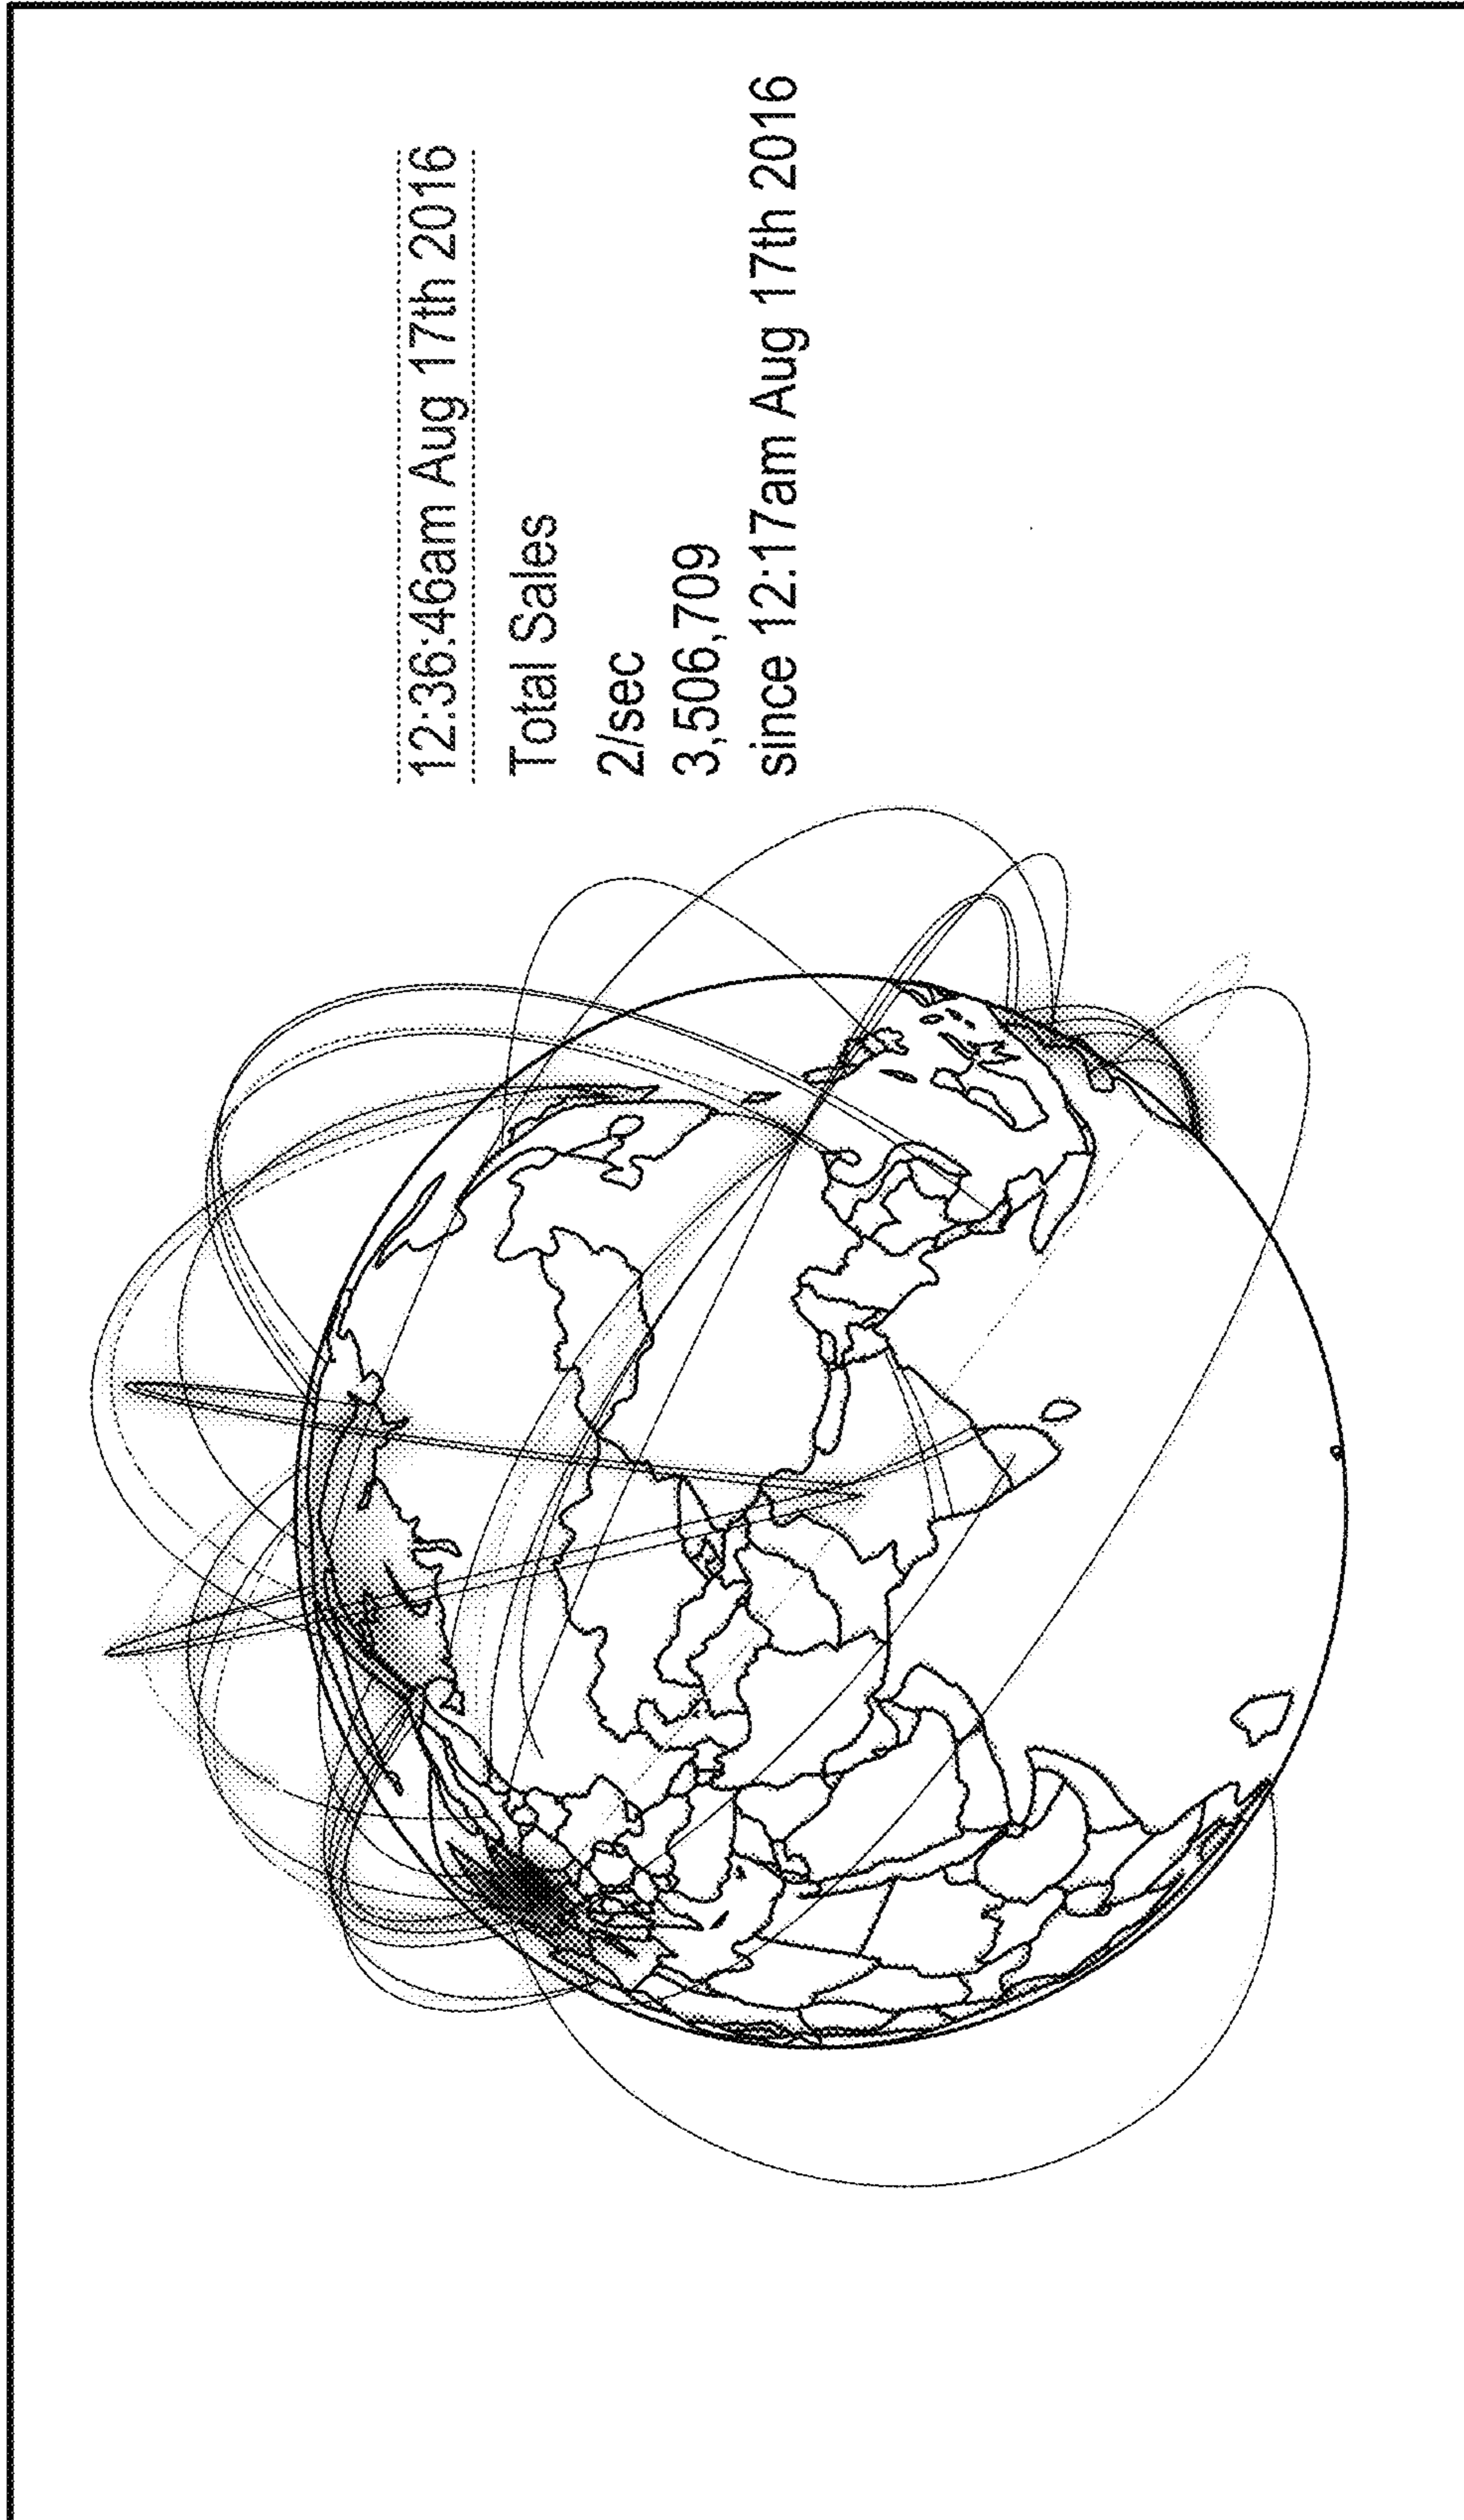 12:36:46am Aug 17th 2016
Total Sales
2/sec
3,506,709
since 12:17am Aug 17th 2016